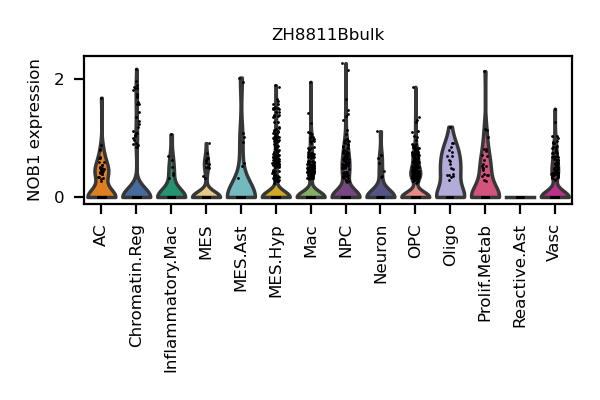 ZH8811Bbulk
NOB1 expression
2
0
AC
Chromatin.Reg
Inflammatory.Mac
MES
MES.Ast
MES.Hyp
Mac
NPC
Neuron
OPC
Oligo
Prolif.Metab
Reactive.Ast
Vasc